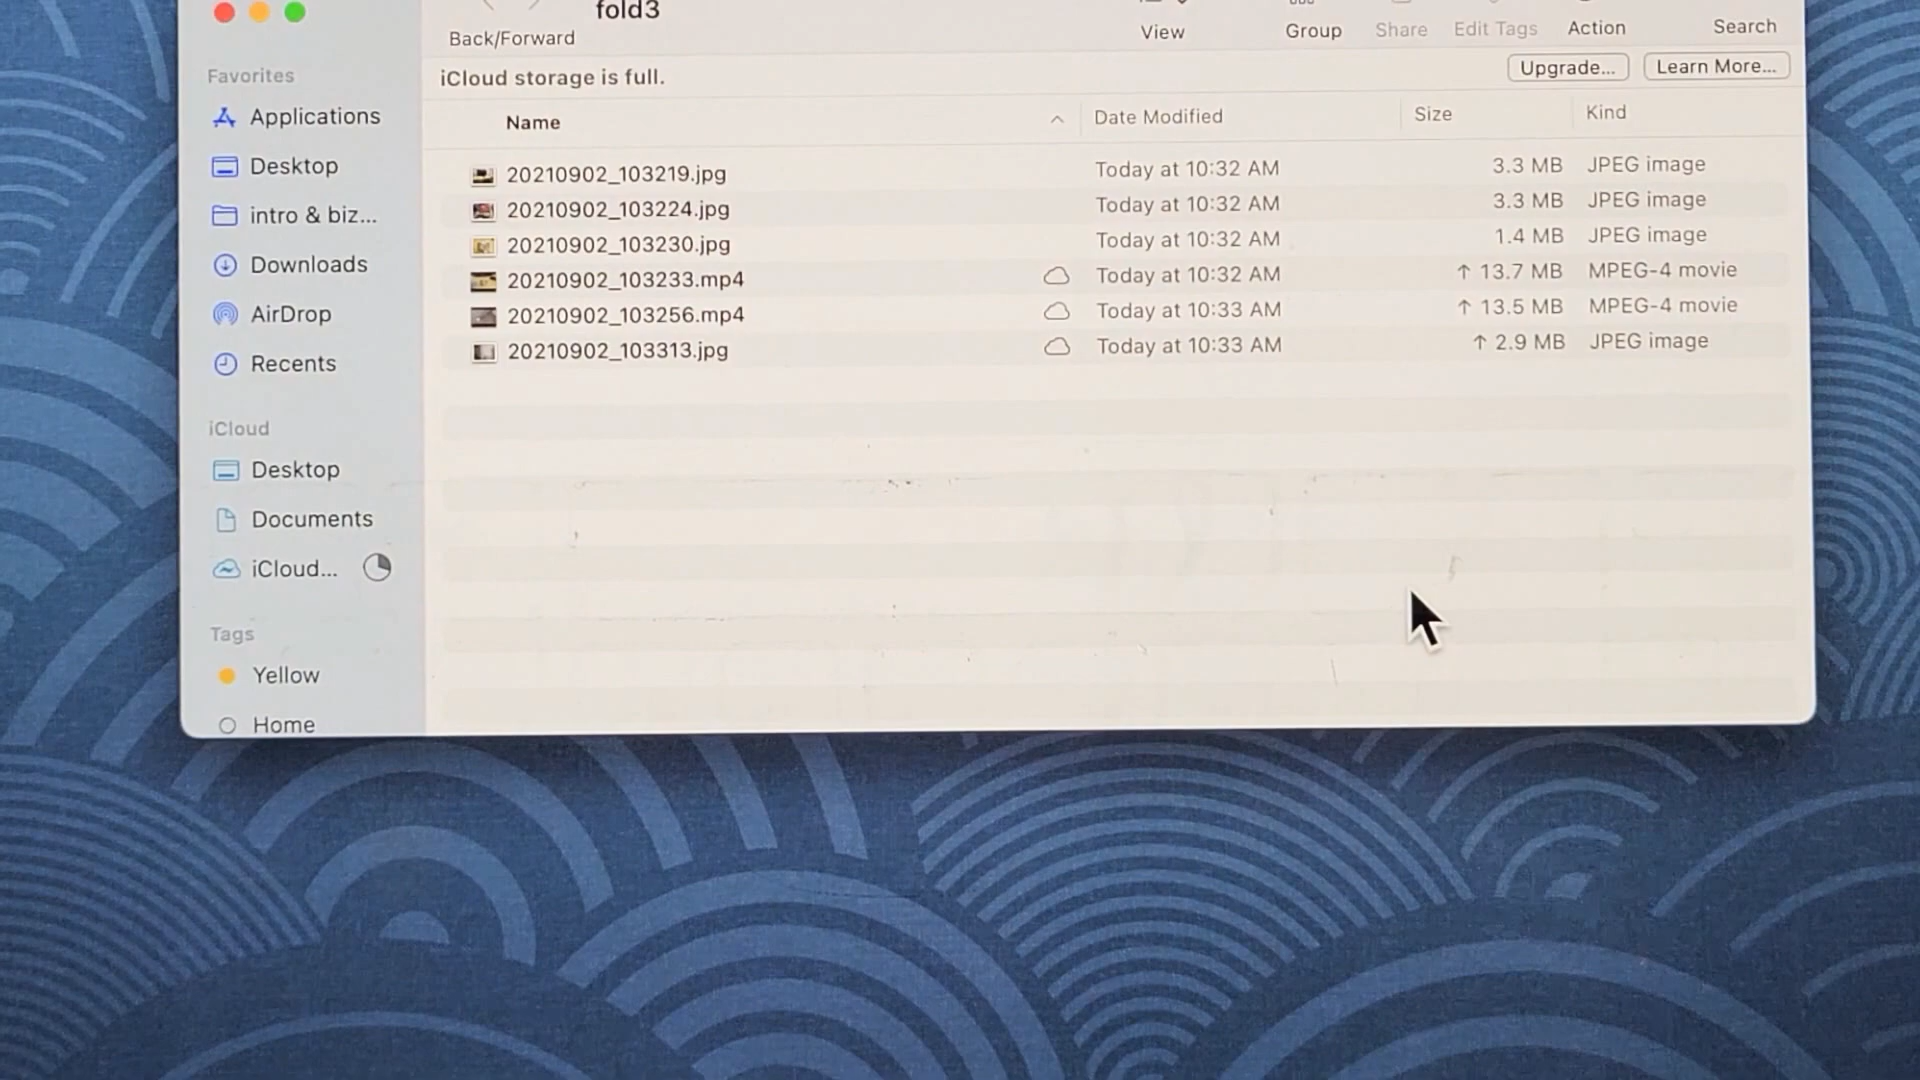 fold3
Back/Forward
View
Group
Share
Edit Tags
Action
Search
iCloud storage is full.
Upgrade...
Learn More...
Name
Date Modified
Size
Kind
20210902_103219.jpg Today at 10:32 AM 3.3 MB JPEG image
20210902_103224.jpg Today at 10:32 AM 3.3 MB JPEG image
20210902_103230.jpg Today at 10:32 AM 1.4 MB JPEG image
20210902_103233.mp4 Today at 10:32 AM ↑ 13.7 MB MPEG-4 movie
20210902_103256.mp4 Today at 10:33 AM ↑ 13.5 MB MPEG-4 movie
20210902_103313.jpg Today at 10:33 AM ↑ 2.9 MB JPEG image
Favorites
Applications
Desktop
intro & biz...
Downloads
AirDrop
Recents
iCloud
Desktop
Documents
iCloud...
Tags
Yellow
Home